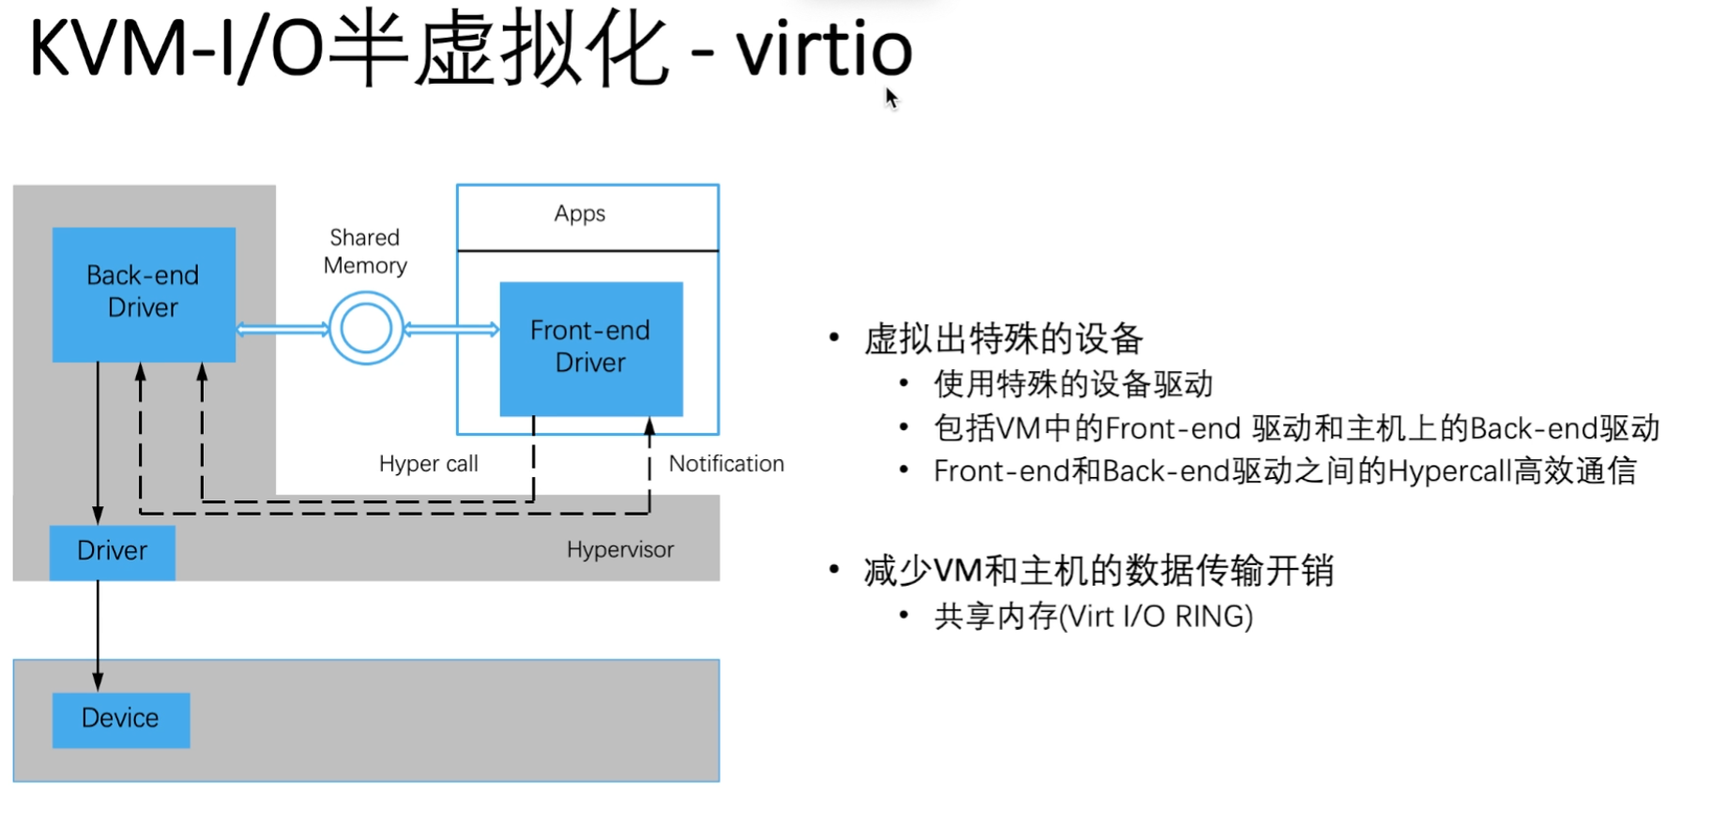 KVM-I/O半虚拟化 - virtio
Apps
Shared
Memory
Back-end
Driver
Front-end
Driver
Hyper call
Notification
Driver
Hypervisor
Device
• 虚拟出特殊的设备
• 使用特殊的设备驱动
• 包括VM中的Front-end 驱动和主机上的Back-end驱动
• Front-end和Back-end驱动之间的Hypercall高效通信
• 减少VM和主机的数据传输开销
• 共享内存(Virt I/O RING)